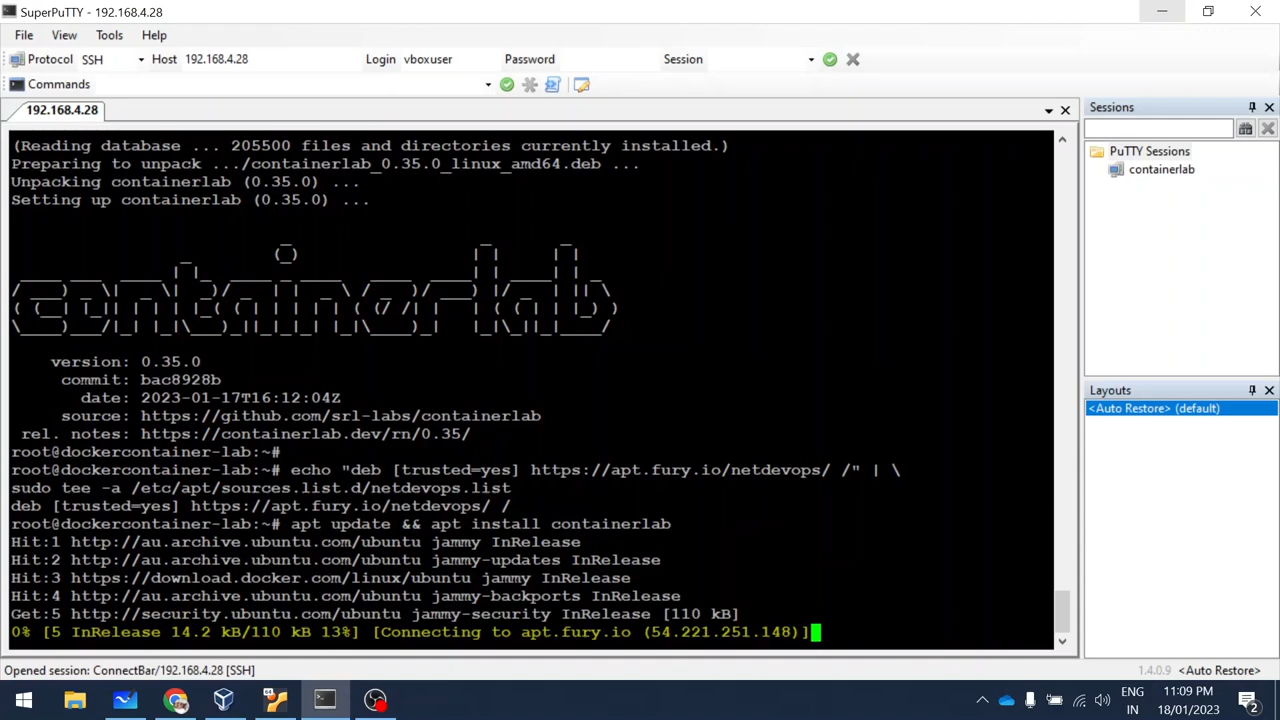 SuperPuTTY - 192.168.4.28
File View Tools Help
Protocol SSH Host 192.168.4.28 Login vboxuser Password Session
Commands
192.168.4.28
(Reading database ... 205500 files and directories currently installed.)
Preparing to unpack .../containerlab_0.35.0_linux_amd64.deb ...
Unpacking containerlab (0.35.0) ...
Setting up containerlab (0.35.0) ...
containerlab
version: 0.35.0
commit: bac8928b
date: 2023-01-17T16:12:04Z
source: https://github.com/srl-labs/containerlab
rel. notes: https://containerlab.dev/rn/0.35/
root@dockercontainer-lab:~#
root@dockercontainer-lab:~# echo "deb [trusted=yes] https://apt.fury.io/netdevops/ /" | \
sudo tee -a /etc/apt/sources.list.d/netdevops.list
deb [trusted=yes] https://apt.fury.io/netdevops/ /
root@dockercontainer-lab:~# apt update && apt install containerlab
Hit:1 http://au.archive.ubuntu.com/ubuntu jammy InRelease
Hit:2 http://au.archive.ubuntu.com/ubuntu jammy-updates InRelease
Hit:3 https://download.docker.com/linux/ubuntu jammy InRelease
Hit:4 http://au.archive.ubuntu.com/ubuntu jammy-backports InRelease
Get:5 http://security.ubuntu.com/ubuntu jammy-security InRelease [110 kB]
0% [5 InRelease 14.2 kB/110 kB 13%] [Connecting to apt.fury.io (54.221.251.148)]
Sessions
PuTTY Sessions
containerlab
Layouts
<Auto Restore> (default)
Opened session: ConnectBar/192.168.4.28 [SSH]
1.4.0.9 <Auto Restore>
64
ENG
IN
11:09 PM
18/01/2023
2